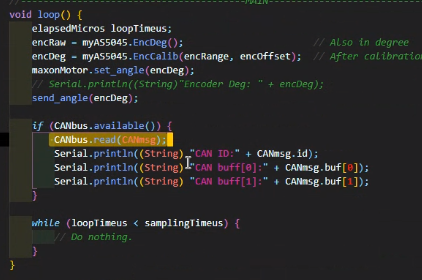 MAIN
void loop() {
elapsedMicros loopTimeus;
encRaw = myAS5045.EncDeg(); // Also in degree
encDeg = myAS5045.EncCalib(encRange, encOffset); // After calibratio
maxonMotor.set_angle(encDeg);
// Serial.println((String)"Encoder Deg: " + encDeg);
send_angle(encDeg);
if (CANbus.available()) {
CANbus.read(CANmsg);
Serial.println((String) "CAN ID:" + CANmsg.id);
Serial.println((String) "CAN buff[0]:" + CANmsg.buf[0]);
Serial.println((String) "CAN buff[1]:" + CANmsg.buf[1]);
}
while (loopTimeus < samplingTimeus) {
// Do nothing.
}
}